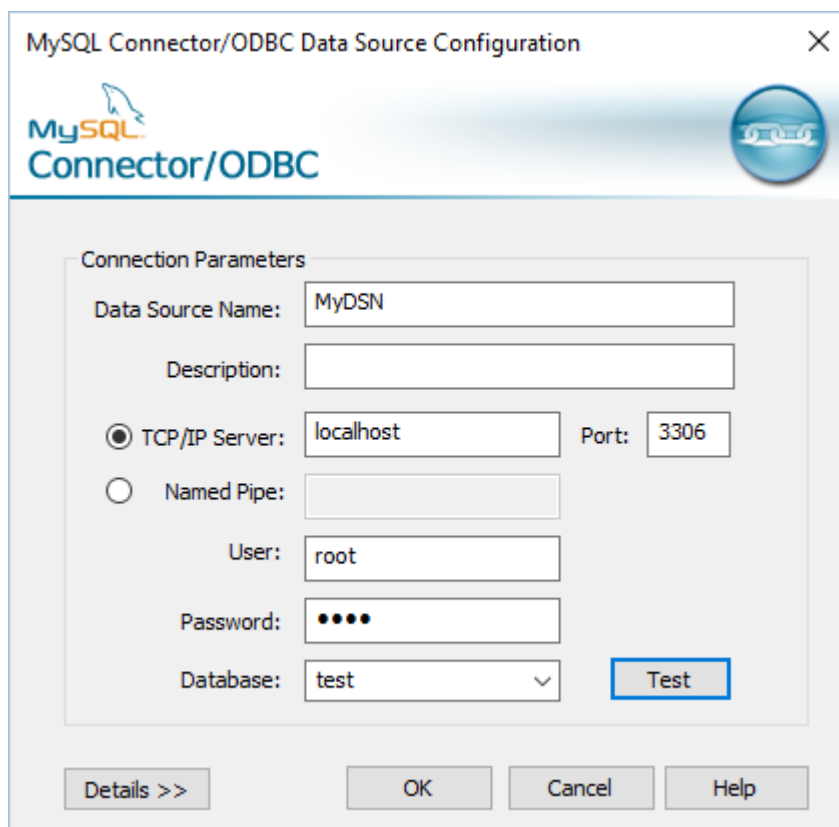 MySQL Connector/ODBC Data Source Configuration
MySQL
Connector/ODBC
Connection Parameters
Data Source Name: MyDSN
Description:
TCP/IP Server: localhost Port: 3306
Named Pipe:
User: root
Password: ••••
Database: test Test
Details >> OK Cancel Help